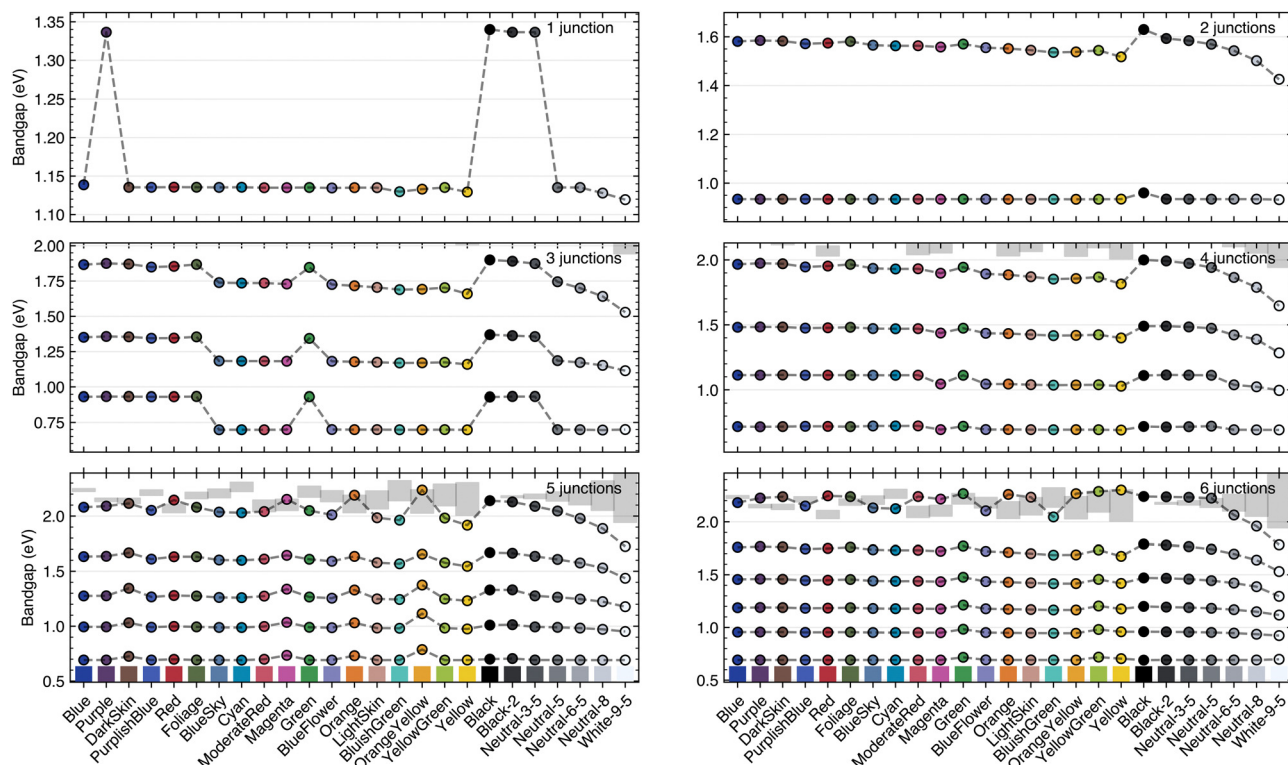 1.35
1.30
1.25
1.20
1.15
1.10
Bandgap (eV)
1 junction
1.6
1.4
1.2
1.0
2 junctions
2.00
1.75
1.50
1.25
1.00
0.75
Bandgap (eV)
3 junctions
2.0
1.5
1.0
4 junctions
2.0
1.5
1.0
0.5
Bandgap (eV)
5 junctions
2.0
1.5
1.0
0.5
6 junctions
Blue
Purple
DarkSkin
PurplishBlue
Red
Foliage
BlueSky
Cyan
ModerateRed
Magenta
Green
BlueFlower
Orange
LightSkin
BluishGreen
OrangeYellow
YellowGreen
Yellow
Black
Black-2
Neutral-3-5
Neutral-5
Neutral-6-5
Neutral-8
White-9-5
Blue
Purple
DarkSkin
PurplishBlue
Red
Foliage
BlueSky
Cyan
ModerateRed
Magenta
Green
BlueFlower
Orange
LightSkin
BluishGreen
OrangeYellow
YellowGreen
Yellow
Black
Black-2
Neutral-3-5
Neutral-5
Neutral-6-5
Neutral-8
White-9-5